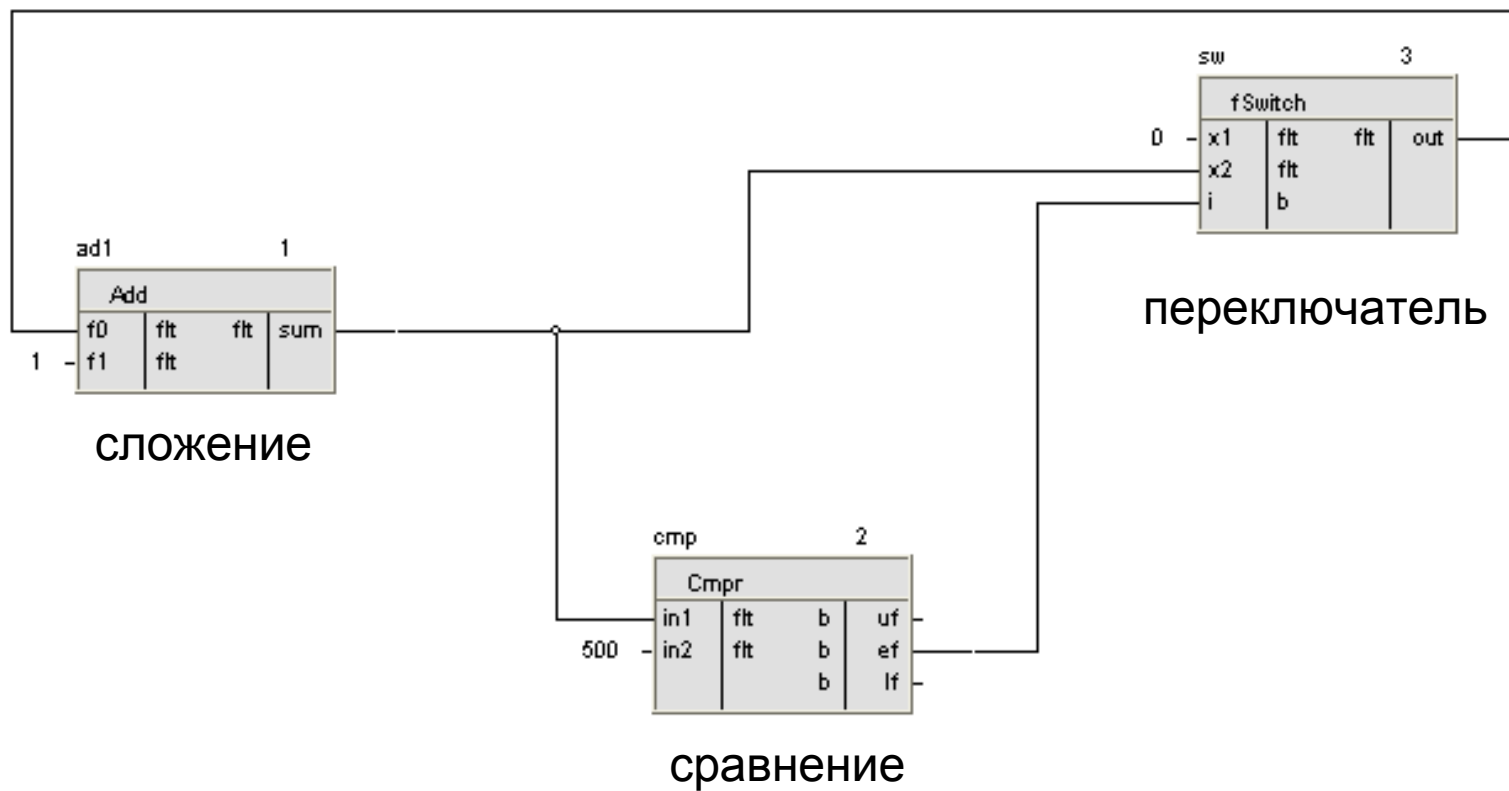 sw 3
fSwitch
0 x1 flt flt out
x2 flt
i b
переключатель
ad1 1
Add
f0 flt flt sum
1 f1 flt
сложение
cmp 2
Cmpr
in1 flt b uf
500 in2 flt b ef
b lf
сравнение